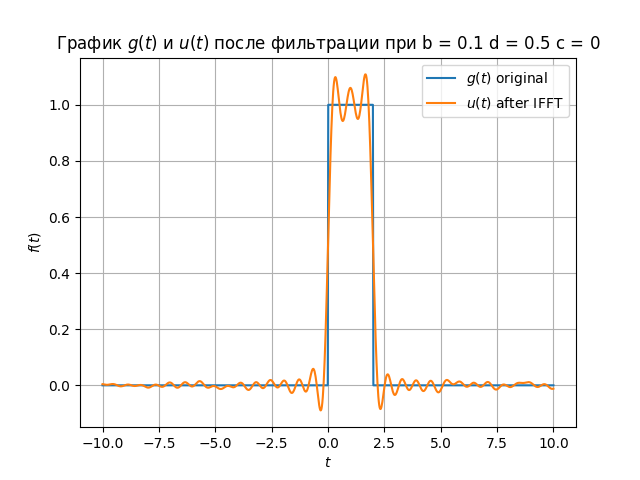 График g(t) и u(t) после фильтрации при b = 0.1 d = 0.5 c = 0
g(t) original
u(t) after IFFT
f(t)
1.0
0.8
0.6
0.4
0.2
0.0
−10.0 −7.5 −5.0 −2.5 0.0 2.5 5.0 7.5 10.0
t